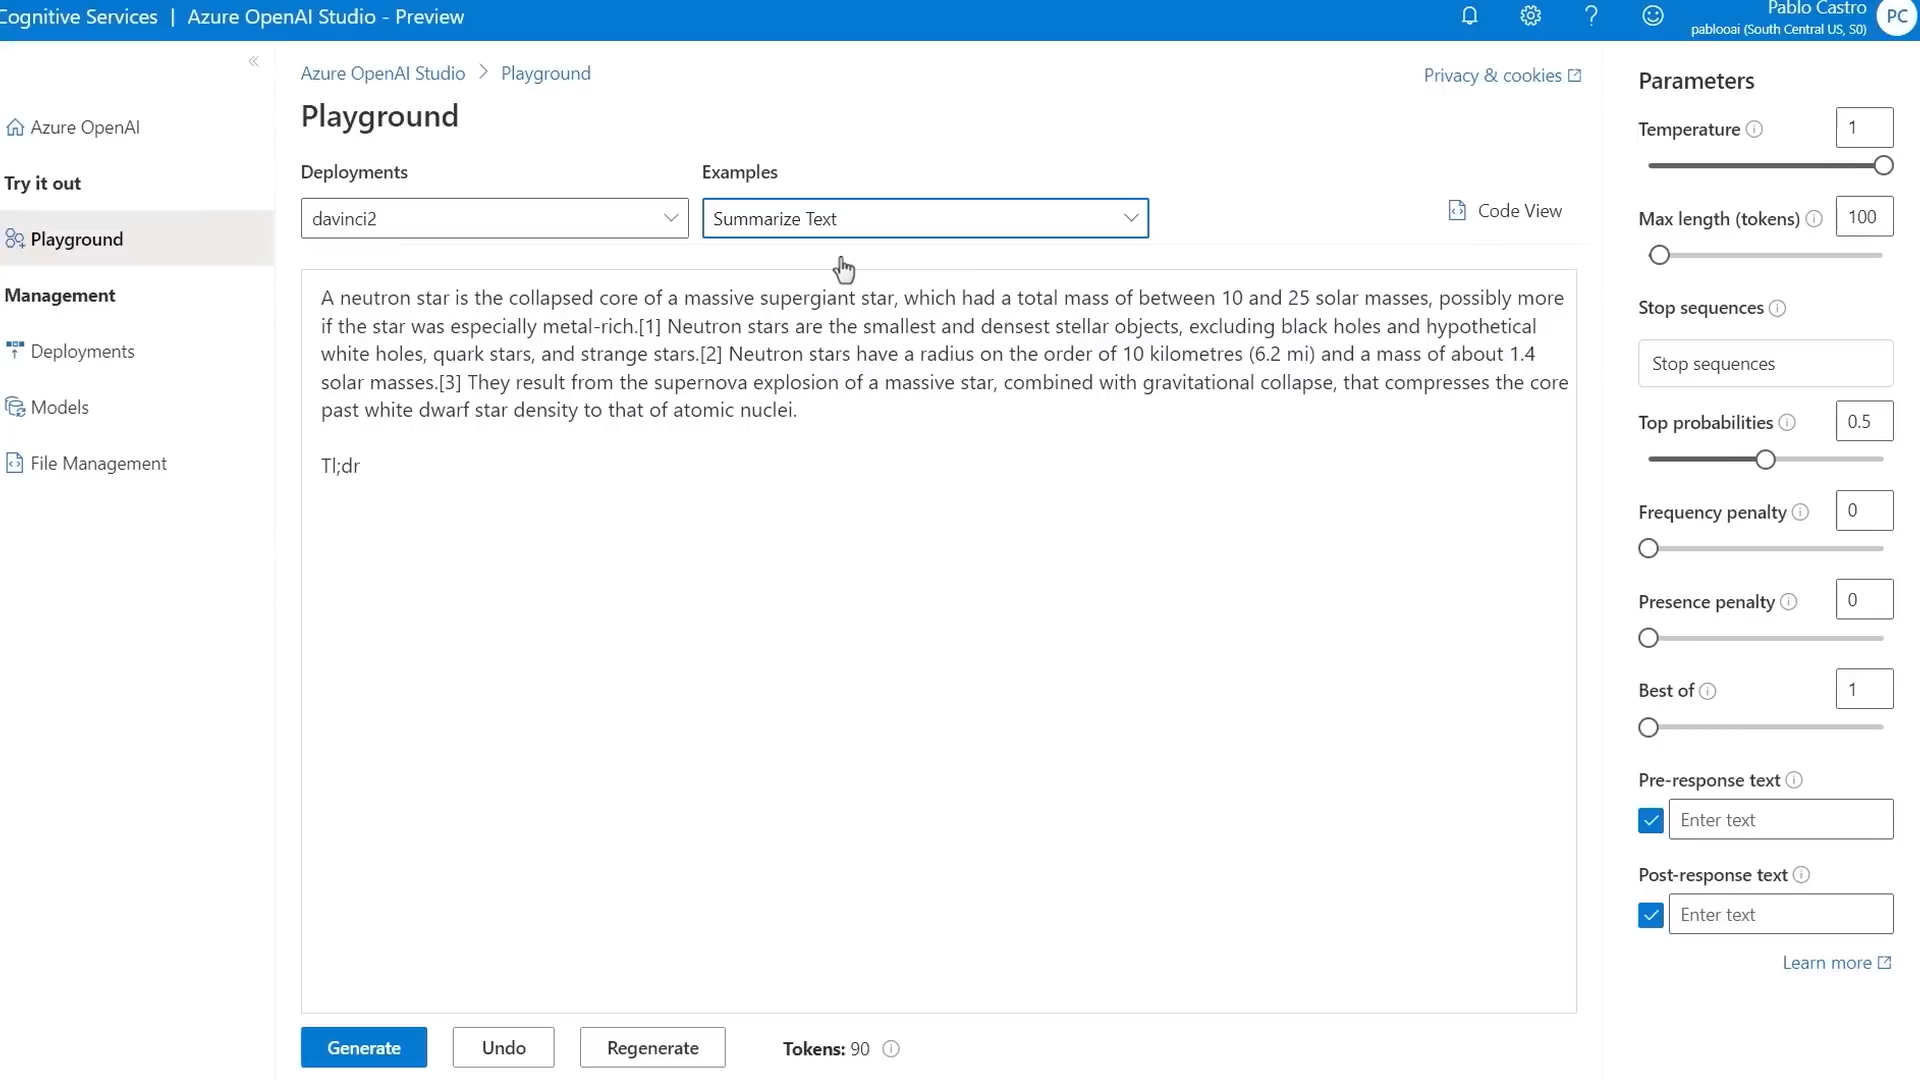 Cognitive Services | Azure OpenAI Studio - Preview
Pablo Castro
pablooai (South Central US, S0)
PC
Azure OpenAI
Try it out
Playground
Management
Deployments
Models
File Management
Azure OpenAI Studio > Playground
Privacy & cookies
Playground
Deployments
Examples
davinci2
Summarize Text
Code View
A neutron star is the collapsed core of a massive supergiant star, which had a total mass of between 10 and 25 solar masses, possibly more
if the star was especially metal-rich.[1] Neutron stars are the smallest and densest stellar objects, excluding black holes and hypothetical
white holes, quark stars, and strange stars.[2] Neutron stars have a radius on the order of 10 kilometres (6.2 mi) and a mass of about 1.4
solar masses.[3] They result from the supernova explosion of a massive star, combined with gravitational collapse, that compresses the core
past white dwarf star density to that of atomic nuclei.
Tl;dr
Generate
Undo
Regenerate
Tokens: 90
Parameters
Temperature
1
Max length (tokens)
100
Stop sequences
Stop sequences
Top probabilities
0.5
Frequency penalty
0
Presence penalty
0
Best of
1
Pre-response text
Enter text
Post-response text
Enter text
Learn more